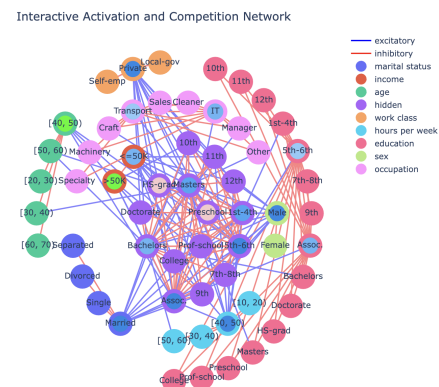 Interactive Activation and Competition Network
excitatory
inhibitory
marital status
income
age
hidden
work class
hours per week
education
sex
occupation
Local-gov
Private
Self-emp
10th
11th
12th
1st-4th
5th-6th
7th-8th
9th
Assoc.
Bachelors
Doctorate
HS-grad
Masters
Preschool
Prof-school
College
Sales
Cleaner
Transport
IT
Craft
Manager
Machinery
Other
Specialty
[40, 50)
[50, 60)
[20, 30)
[30, 40)
[60, 70)
<=50K
>50K
10th
11th
12th
HS-grad
Masters
Preschool
1st-4th
Doctorate
Bachelors
Prof-school
5th-6th
College
7th-8th
9th
Assoc.
Male
Female
Separated
Divorced
Single
Married
[10, 20)
[40, 50)
[30, 40)
[50, 60)